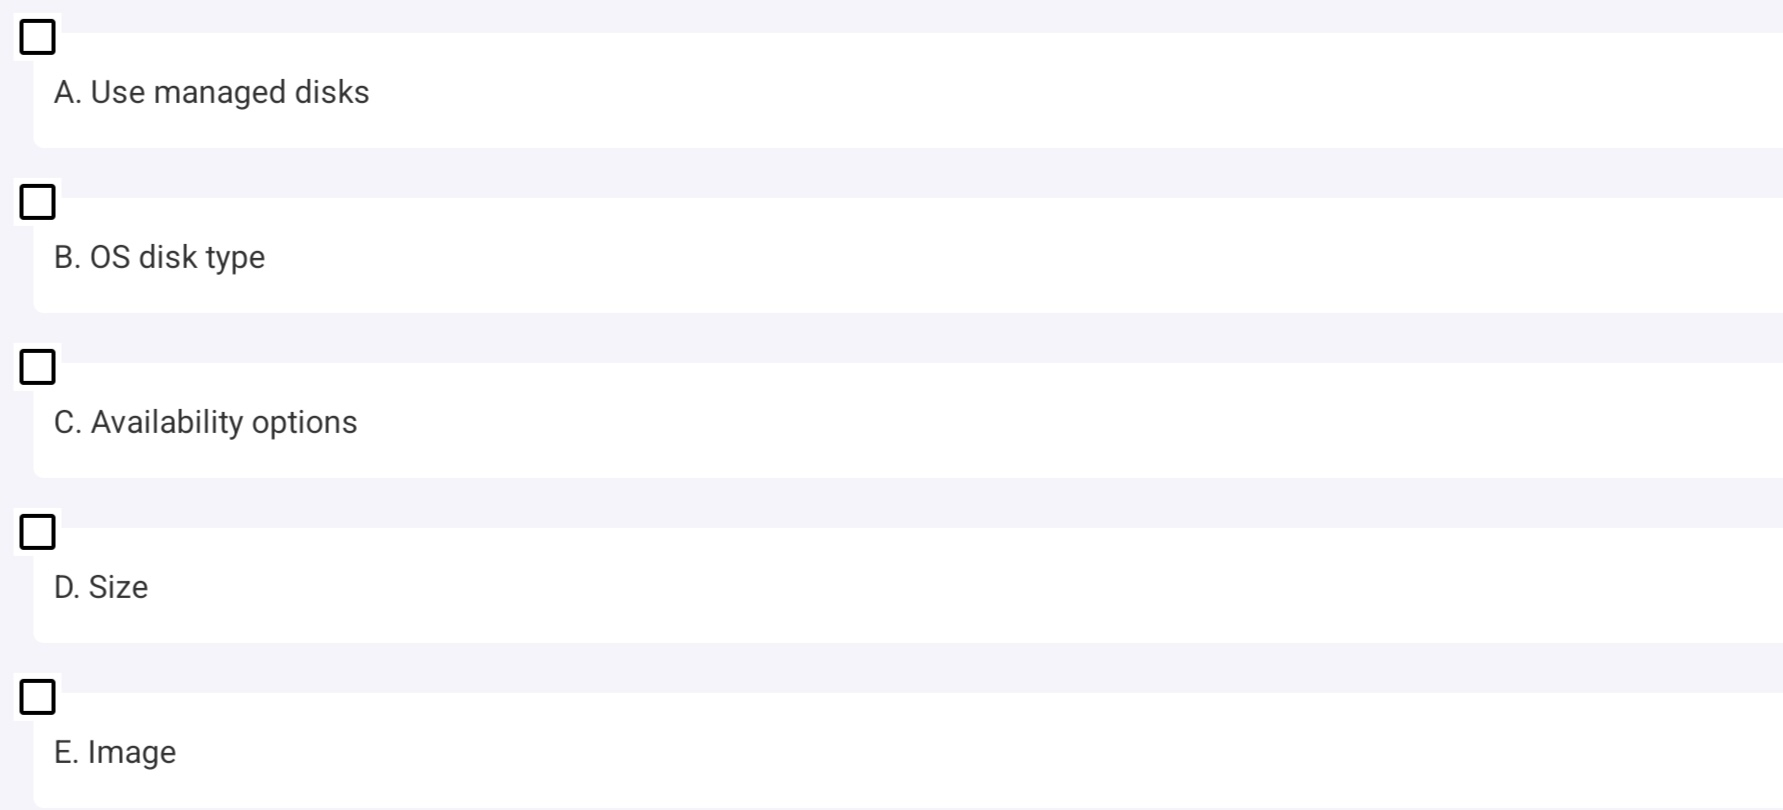 A. Use managed disks
B. OS disk type
C. Availability options
D. Size
E. Image